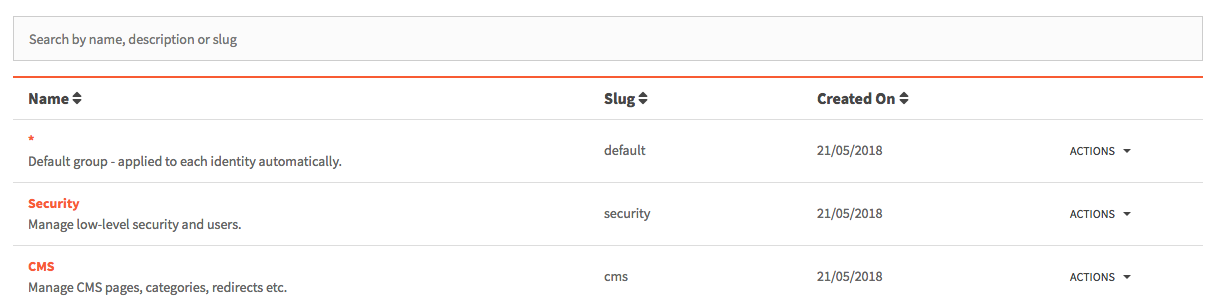 Search by name, description or slug
Name Slug Created On
*
Default group - applied to each identity automatically. default 21/05/2018 ACTIONS
Security
Manage low-level security and users. security 21/05/2018 ACTIONS
CMS
Manage CMS pages, categories, redirects etc. cms 21/05/2018 ACTIONS